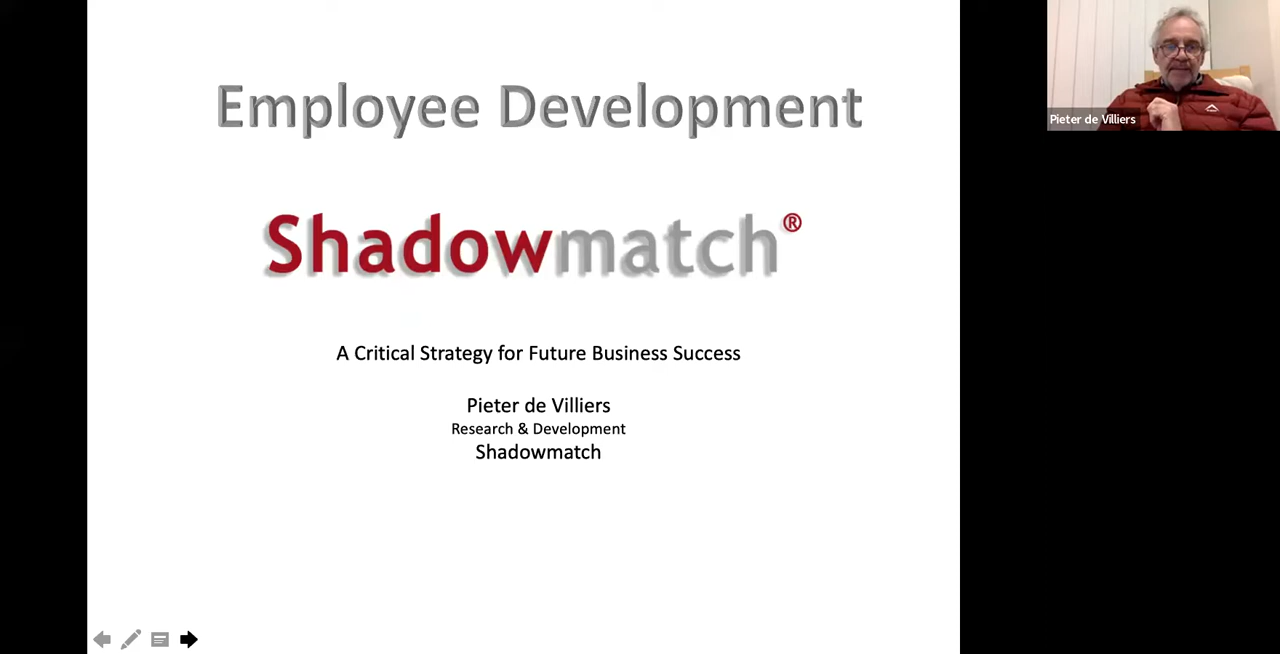 Employee Development
Shadowmatch®
A Critical Strategy for Future Business Success
Pieter de Villiers
Research & Development
Shadowmatch
Pieter de Villiers